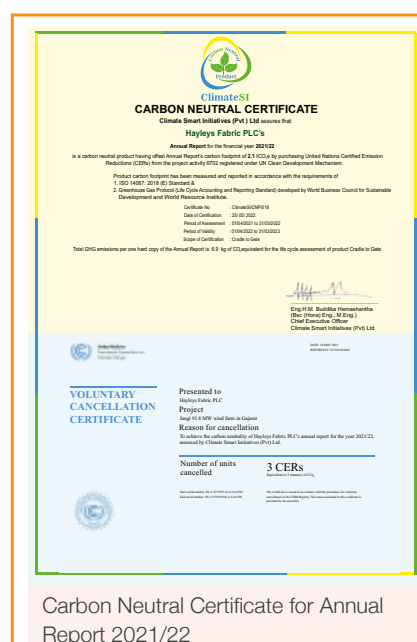 Carbon Neutral
Product
ClimateSI
CARBON NEUTRAL CERTIFICATE
Climate Smart Initiatives (Pvt ) Ltd assures that
Hayleys Fabric PLC's
Annual Report for the financial year 2021/22
is a carbon neutral product having offset Annual Report's carbon footprint of 2.1 tCO₂e by purchasing United Nations Certified Emission
Reductions (CERs) from the project activity 6702 registered under UN Clean Development Mechanism.
Product carbon footprint has been measured and reported in accordance with the requirements of
1. ISO 14067: 2018 (E) Standard &
2. Greenhouse Gas Protocol (Life Cycle Accounting and Reporting Standard) developed by World Business Council for Sustainable
Development and World Resource Institute.
Certificate No : ClimateSI/CNP/018
Date of Certification : 20/ 05/ 2022
Period of Assessment : 01/04/2021 to 31/03/2022
Period of Validity : 01/04/2022 to 31/03/2023
Scope of Certification : Cradle to Gate
Total GHG emissions per one hard copy of the Annual Report is 6.9 kg of CO₂equivalent for the life cycle assessment of product Cradle to Gate
Eng.H.M. Buddika Hemashantha
(Bsc (Hons) Eng., M.Eng.)
Chief Executive Officer
Climate Smart Initiatives (Pvt) Ltd
VOLUNTARY
CANCELLATION
CERTIFICATE
Presented to
Hayleys Fabric PLC
Project
Jangi 91.8 MW wind farm in Gujarat
Reason for cancellation
To achieve the carbon neutrality of Hayleys Fabric PLC's annual report for the year 2021/22,
assessed by Climate Smart Initiatives (Pvt) Ltd.
Number of units
cancelled
3 CERs
Carbon Neutral Certificate for Annual
Report 2021/22